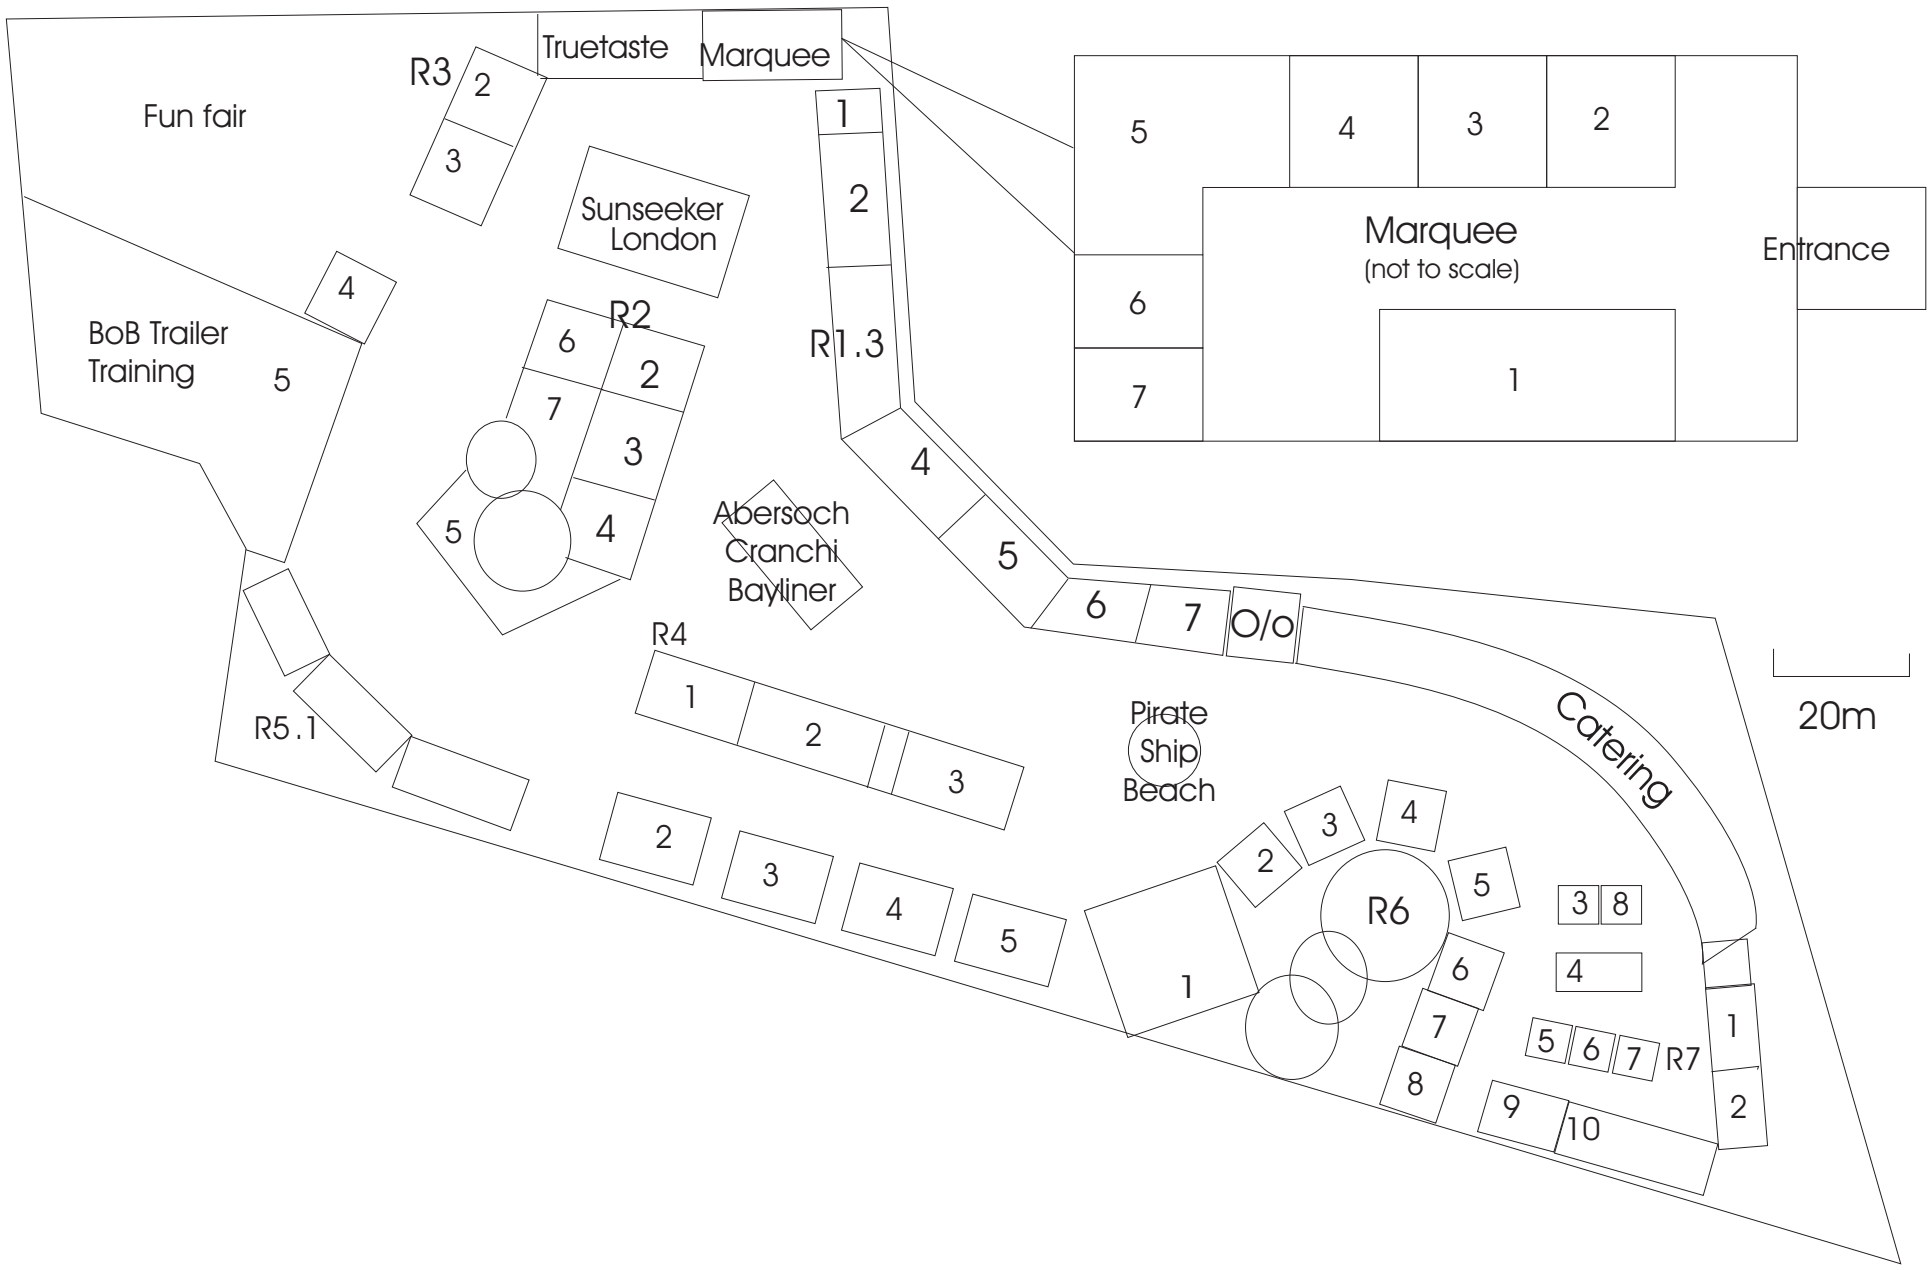 Truetaste
Marquee
R3
2
3
Fun fair
1
2
R1.3
4
5
6
7
O/o
Sunseeker
London
4
BoB Trailer
Training
5
R2
6
2
7
3
5
4
Abersoch
Cranchi
Bayliner
5
4
3
2
Marquee
(not to scale)
Entrance
6
7
1
R4
1
2
3
R5.1
2
3
4
5
Pirate
Ship
Beach
Catering
20m
R6
1
2
3
4
5
6
7
8
3
8
4
5
6
7
R7
1
2
9
10